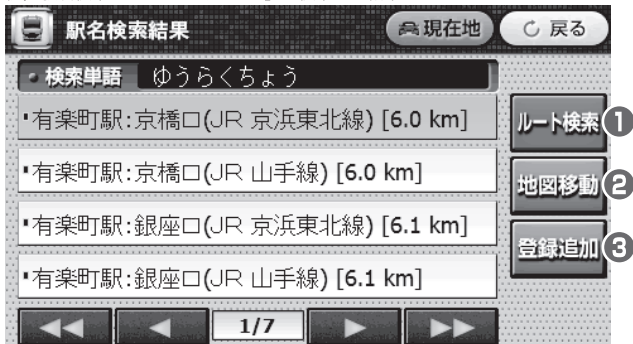 駅名検索結果
現在地
戻る
検索単語 ゆうらくちょう
有楽町駅:京橋口(JR 京浜東北線) [6.0 km]
有楽町駅:京橋口(JR 山手線) [6.0 km]
有楽町駅:銀座口(JR 京浜東北線) [6.1 km]
有楽町駅:銀座口(JR 山手線) [6.1 km]
ルート検索 1
地図移動 2
登録追加 3
1/7